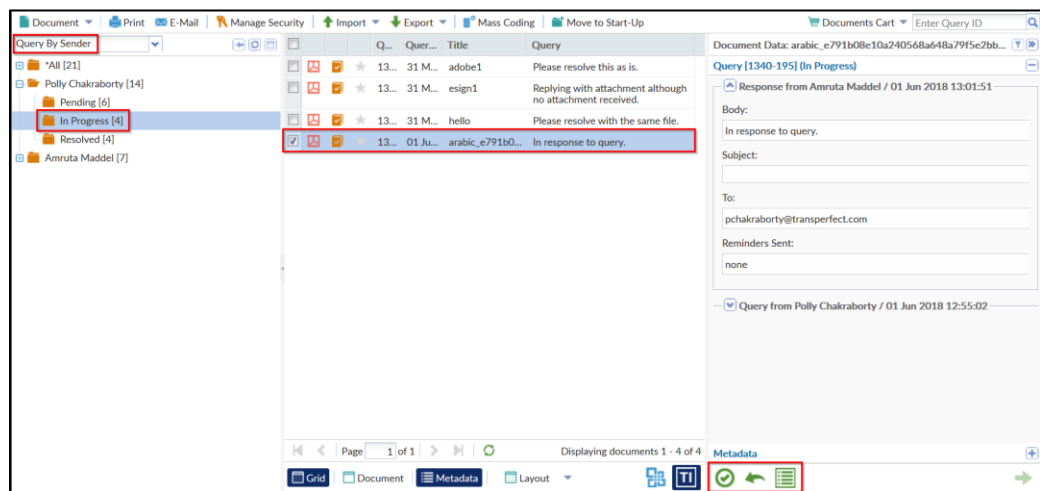 Document Print E-Mail Manage Security Import Export Mass Coding Move to Start-Up Documents Cart Enter Query ID
Query By Sender
*All [21]
Polly Chakraborty [14]
Pending [6]
In Progress [4]
Resolved [4]
Amruta Maddel [7]
Q... Quer... Title Query
13... 31 M... adobe1 Please resolve this as is.
13... 31 M... esign1 Replying with attachment although
no attachment received.
13... 31 M... hello Please resolve with the same file.
13... 01 Ju... arabic_e791b0... In response to query.
Page 1 of 1 Displaying documents 1 - 4 of 4
Grid Document Metadata Layout TI
Document Data: arabic_e791b08e10a240568a648a79f5e2bb...
Query [1340-195] (In Progress)
Response from Amruta Maddel / 01 Jun 2018 13:01:51
Body:
In response to query.
Subject:
To:
pchakraborty@transperfect.com
Reminders Sent:
none
Query from Polly Chakraborty / 01 Jun 2018 12:55:02
Metadata